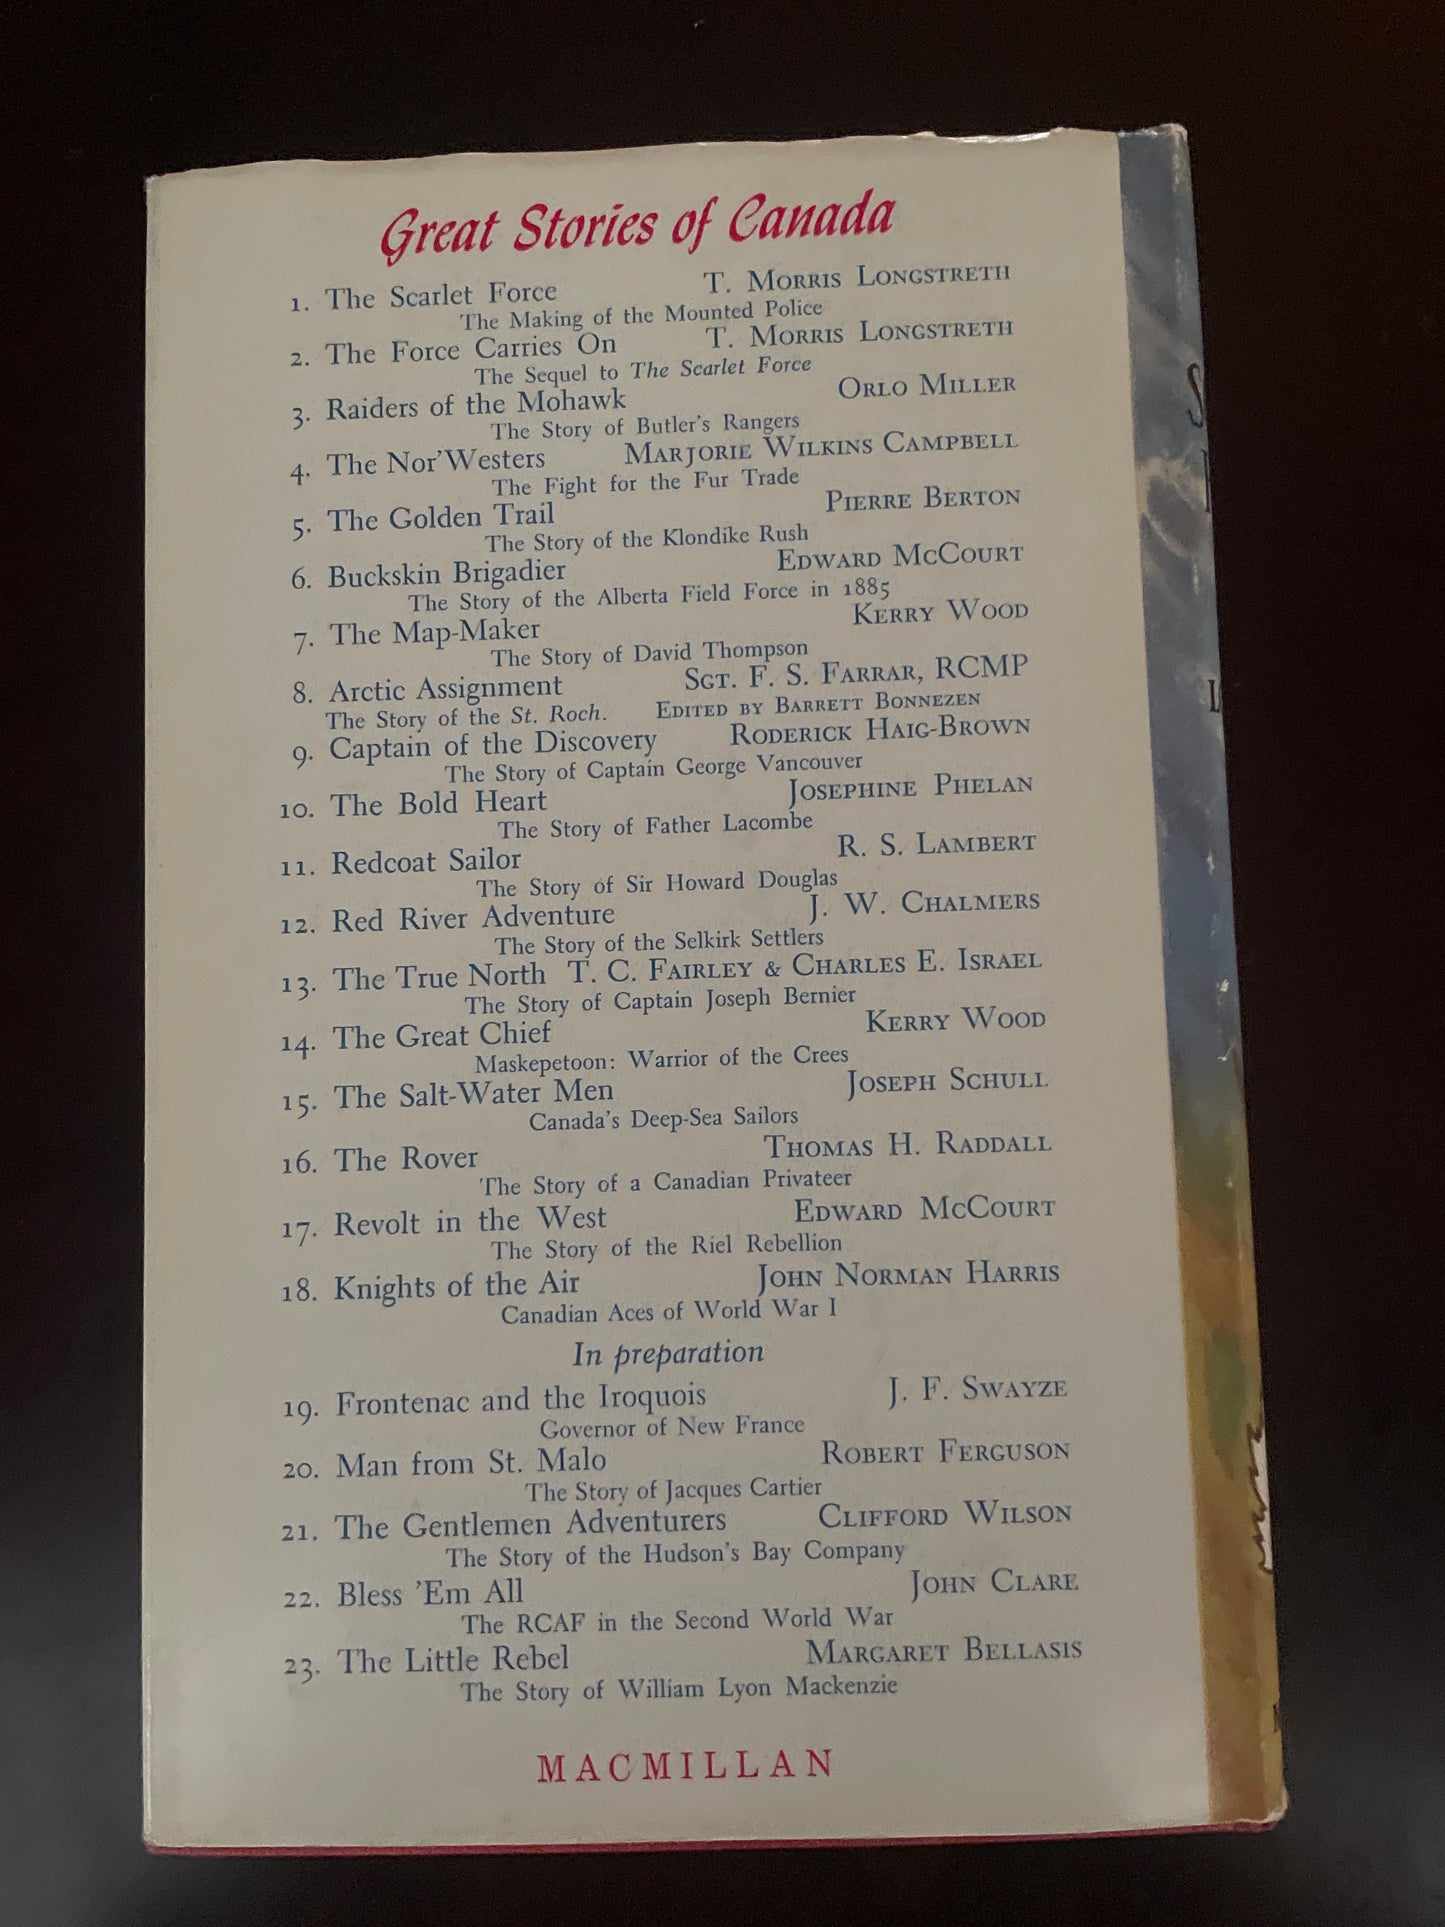 Great Stories of Canada
1. The Scarlet Force T. Morris Longstreth
The Making of the Mounted Police
2. The Force Carries On T. Morris Longstreth
The Sequel to The Scarlet Force
3. Raiders of the Mohawk Orlo Miller
The Story of Butler's Rangers
4. The Nor'Westers Marjorie Wilkins Campbell
The Fight for the Fur Trade
5. The Golden Trail Pierre Berton
The Story of the Klondike Rush
6. Buckskin Brigadier Edward McCourt
The Story of the Alberta Field Force in 1885
7. The Map-Maker Kerry Wood
The Story of David Thompson
8. Arctic Assignment Sgt. F. S. Farrar, RCMP
The Story of the St. Roch. Edited by Barrett Bonnezen
9. Captain of the Discovery Roderick Haig-Brown
The Story of Captain George Vancouver
10. The Bold Heart Josephine Phelan
The Story of Father Lacombe
11. Redcoat Sailor R. S. Lambert
The Story of Sir Howard Douglas
12. Red River Adventure J. W. Chalmers
The Story of the Selkirk Settlers
13. The True North T. C. Fairley & Charles E. Israel
The Story of Captain Joseph Bernier
14. The Great Chief Kerry Wood
Maskepetoon: Warrior of the Crees
15. The Salt-Water Men Joseph Schull
Canada's Deep-Sea Sailors
16. The Rover Thomas H. Raddall
The Story of a Canadian Privateer
17. Revolt in the West Edward McCourt
The Story of the Riel Rebellion
18. Knights of the Air John Norman Harris
Canadian Aces of World War I
In preparation
19. Frontenac and the Iroquois J. F. Swayze
Governor of New France
20. Man from St. Malo Robert Ferguson
The Story of Jacques Cartier
21. The Gentlemen Adventurers Clifford Wilson
The Story of the Hudson's Bay Company
22. Bless 'Em All John Clare
The RCAF in the Second World War
23. The Little Rebel Margaret Bellasis
The Story of William Lyon Mackenzie
MACMILLAN